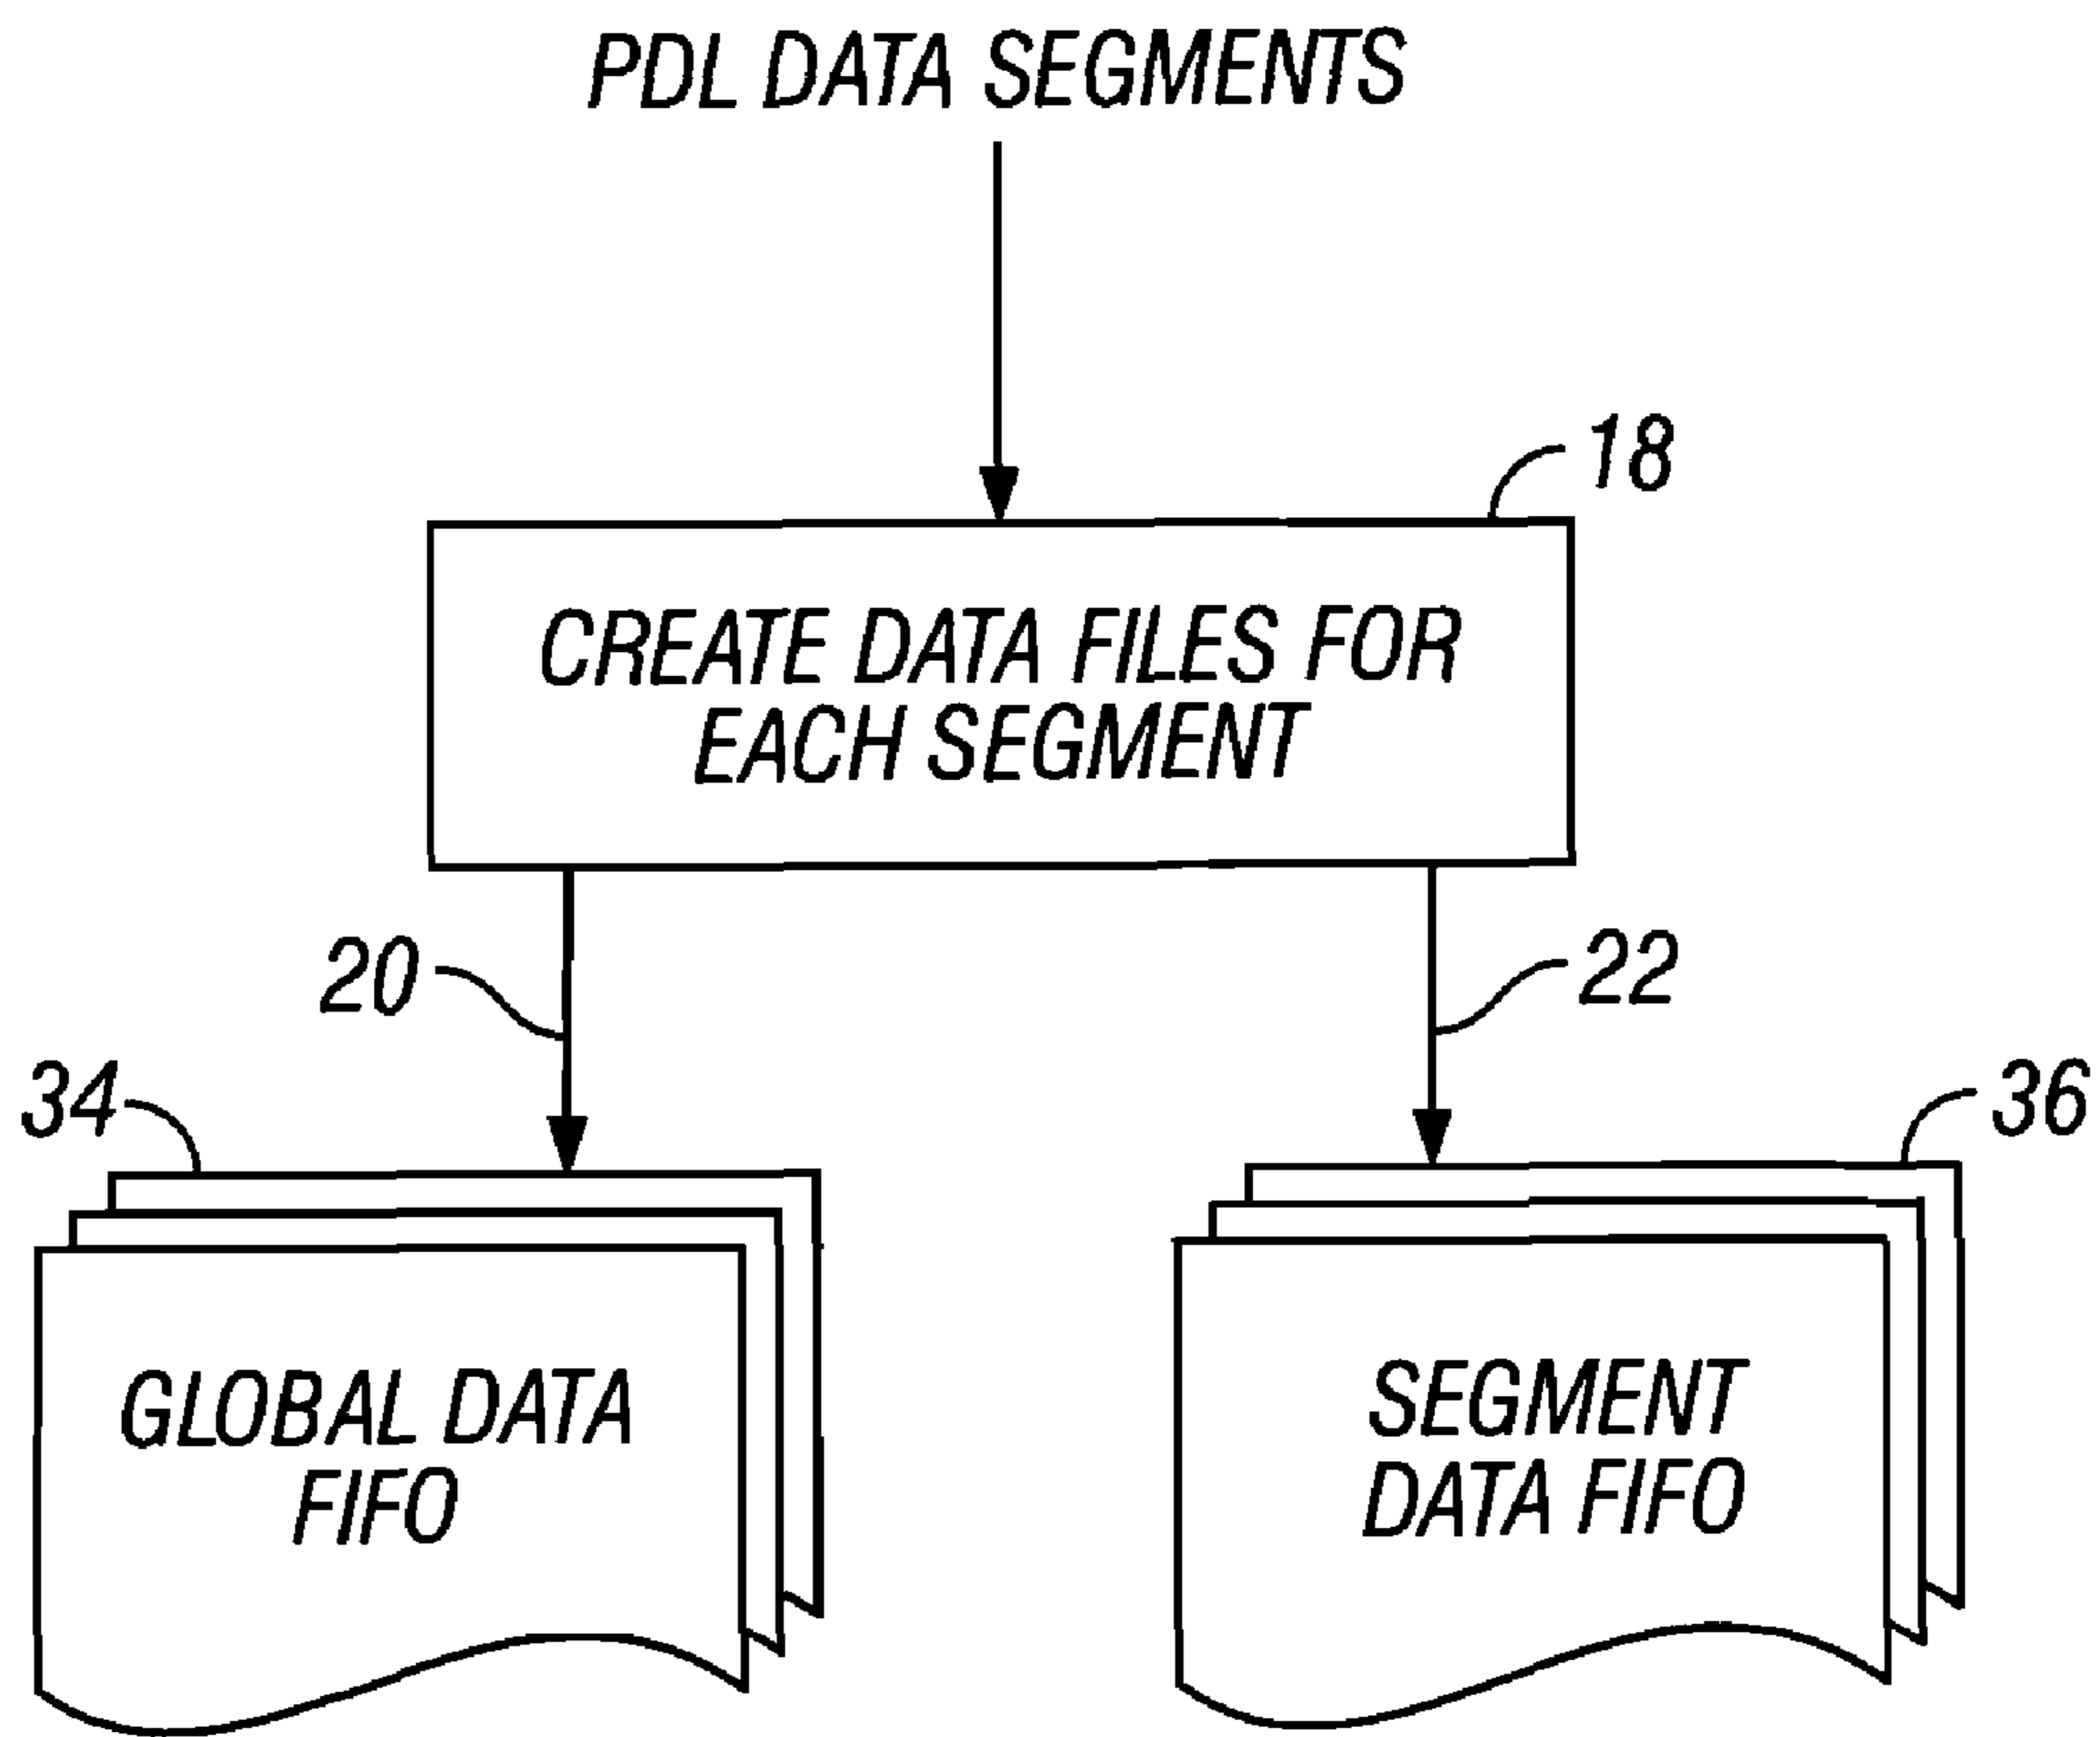 PDL DATA SEGMENTS
18
CREATE DATA FILES FOR
EACH SEGMENT
20
22
34
36
GLOBAL DATA
FIFO
SEGMENT
DATA FIFO